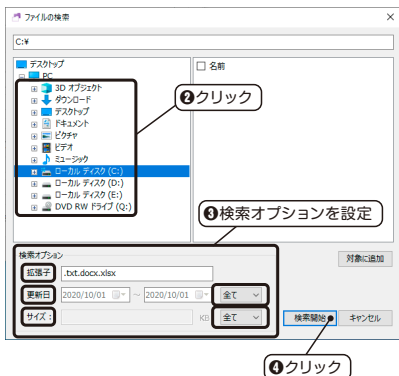 ファイルの検索
C:¥
デスクトップ
PC
3D オブジェクト
ダウンロード
デスクトップ
ドキュメント
ピクチャ
ビデオ
ミュージック
ローカル ディスク (C:)
ローカル ディスク (D:)
ローカル ディスク (E:)
DVD RW ドライブ (Q:)
名前
❷クリック
❸検索オプションを設定
検索オプション
対象に追加
拡張子 .txt.docx.xlsx
更新日 2020/10/01 ~ 2020/10/01 全て
サイズ: KB 全て
検索開始 キャンセル
❹クリック